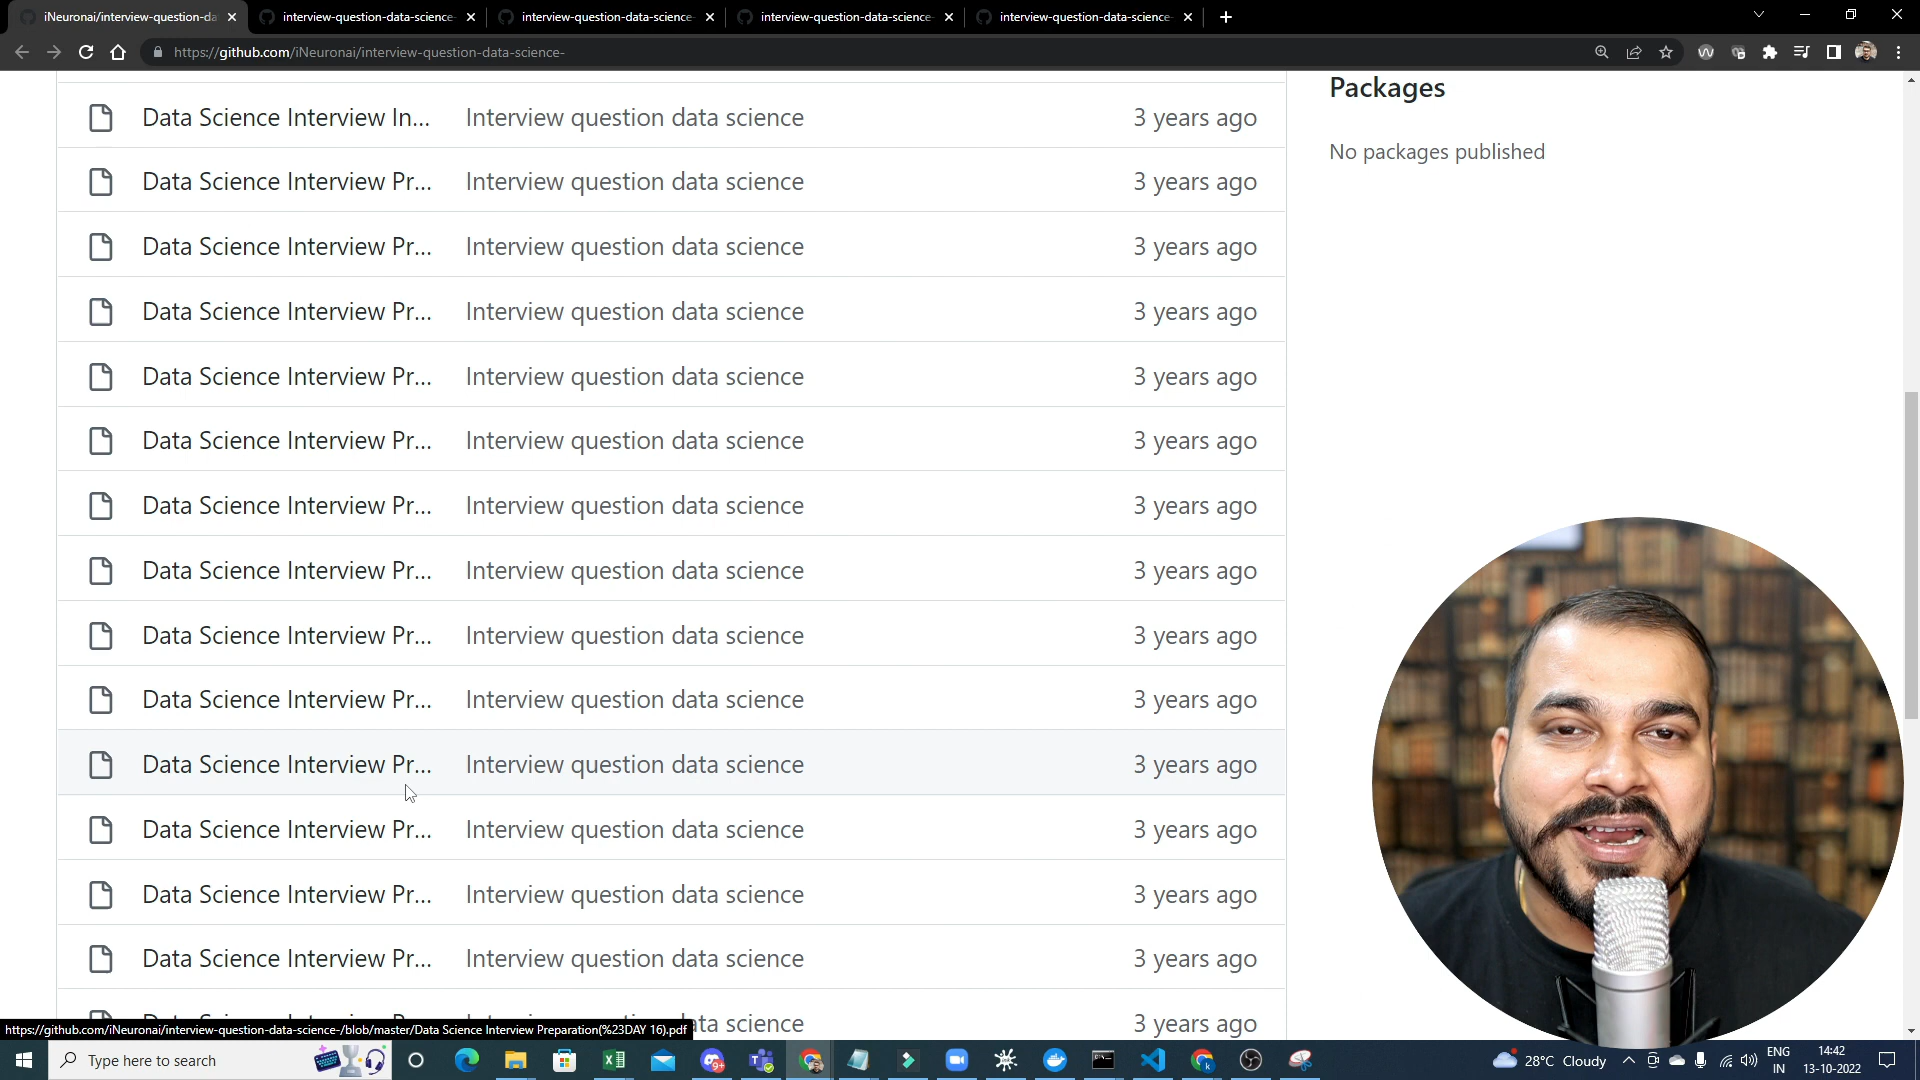 iNeuronai/interview-question-da
interview-question-data-science-
interview-question-data-science-
interview-question-data-science-
interview-question-data-science-
https://github.com/iNeuronai/interview-question-data-science-
Packages
No packages published
Data Science Interview In... Interview question data science 3 years ago
Data Science Interview Pr... Interview question data science 3 years ago
Data Science Interview Pr... Interview question data science 3 years ago
Data Science Interview Pr... Interview question data science 3 years ago
Data Science Interview Pr... Interview question data science 3 years ago
Data Science Interview Pr... Interview question data science 3 years ago
Data Science Interview Pr... Interview question data science 3 years ago
Data Science Interview Pr... Interview question data science 3 years ago
Data Science Interview Pr... Interview question data science 3 years ago
Data Science Interview Pr... Interview question data science 3 years ago
Data Science Interview Pr... Interview question data science 3 years ago
Data Science Interview Pr... Interview question data science 3 years ago
Data Science Interview Pr... Interview question data science 3 years ago
Data Science Interview Pr... Interview question data science 3 years ago
ta science 3 years ago
https://github.com/iNeuronai/interview-question-data-science-/blob/master/Data Science Interview Preparation(%23DAY 16).pdf
Type here to search
28°C Cloudy
ENG
IN
14:42
13-10-2022